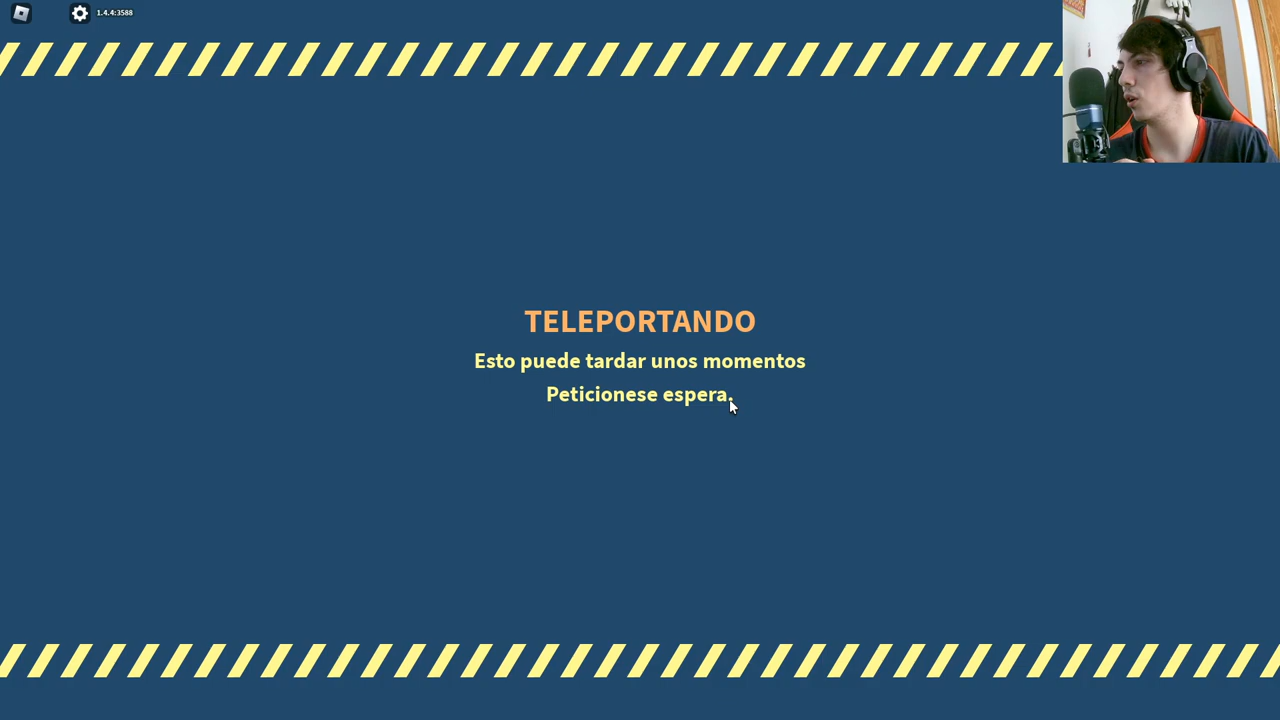 1.4.4:3588
TELEPORTANDO
Esto puede tardar unos momentos
Peticionese espera.